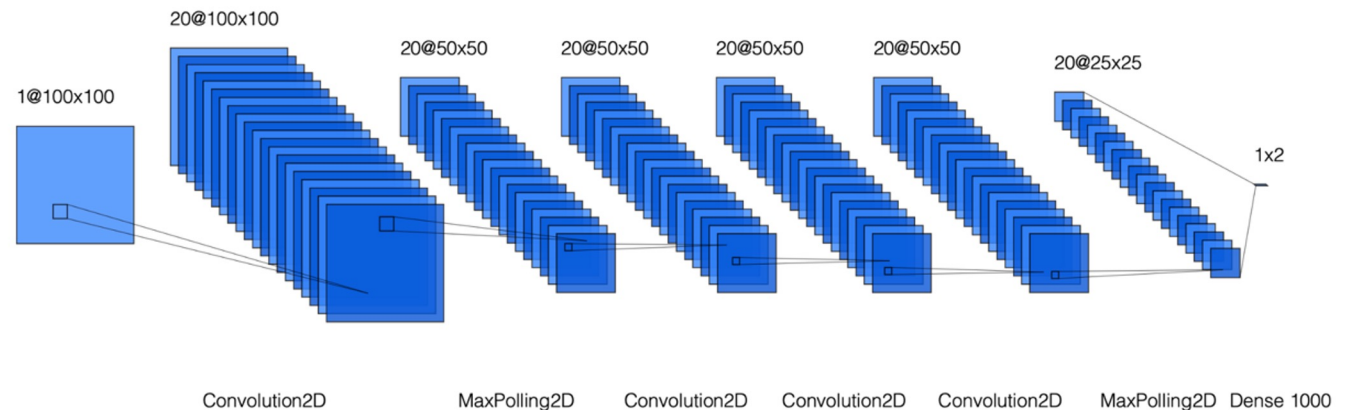 20@100x100
20@50x50 20@50x50 20@50x50 20@50x50
20@25x25
1@100x100
1x2
Convolution2D MaxPolling2D Convolution2D Convolution2D Convolution2D MaxPolling2D Dense 1000